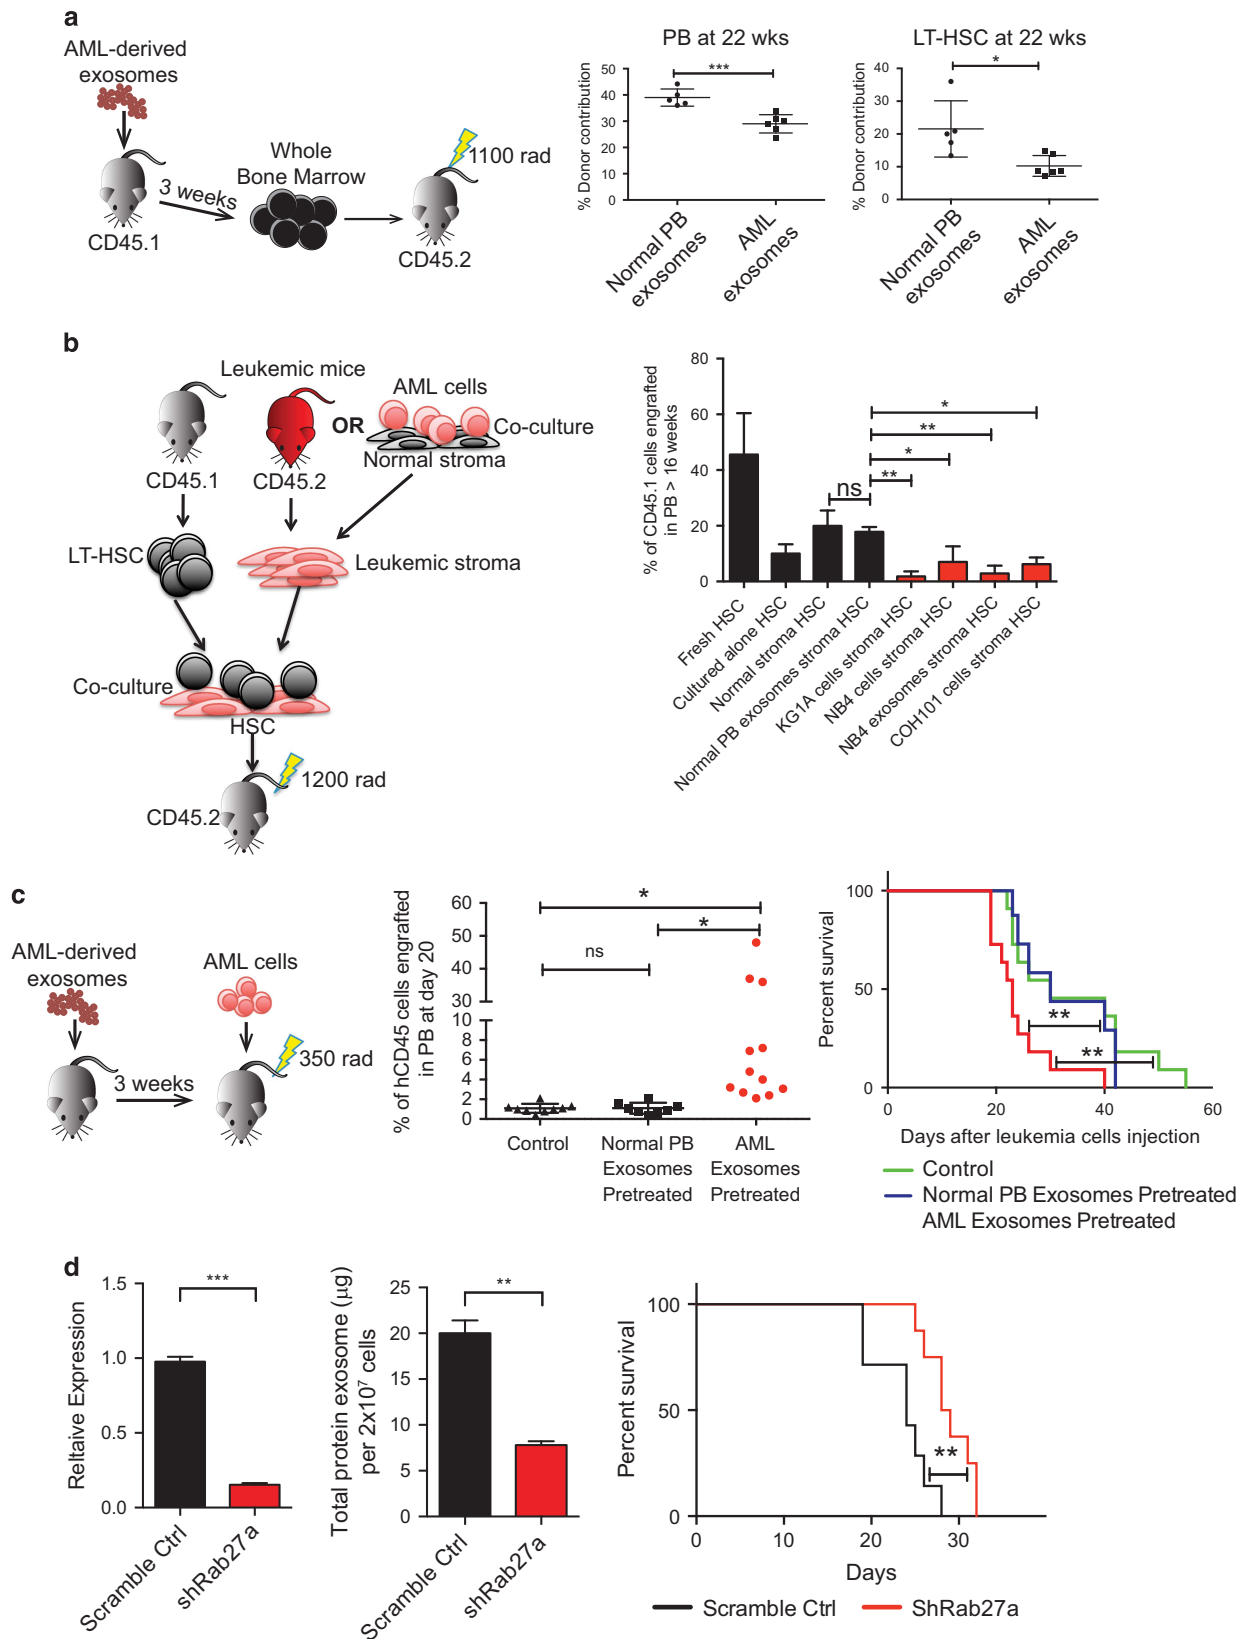 a
AML-derived
exosomes
3 weeks
CD45.1
Whole
Bone Marrow
1100 rad
CD45.2
PB at 22 wks
% Donor contribution
50
40
30
20
10
0
***
Normal PB
exosomes
AML
exosomes
LT-HSC at 22 wks
% Donor contribution
40
30
20
10
0
*
Normal PB
exosomes
AML
exosomes
b
Leukemic mice
CD45.1
CD45.2
OR
AML cells
Co-culture
Normal stroma
LT-HSC
Leukemic stroma
Co-culture
HSC
1200 rad
CD45.2
% of CD45.1 cells engrafted
in PB > 16 weeks
80
60
40
20
0
ns
**
*
**
*
Fresh HSC
Cultured alone HSC
Normal stroma HSC
Normal PB exosomes stroma HSC
KG1A cells stroma HSC
NB4 cells stroma HSC
NB4 exosomes stroma HSC
COH101 cells stroma HSC
c
AML-derived
exosomes
3 weeks
AML cells
350 rad
% of hCD45 cells engrafted
in PB at day 20
60
50
40
30
10
8
6
4
2
0
*
*
ns
Control
Normal PB
Exosomes
Pretreated
AML
Exosomes
Pretreated
Percent survival
100
50
0
**
**
0
20
40
60
Days after leukemia cells injection
Control
Normal PB Exosomes Pretreated
AML Exosomes Pretreated
d
Reltaive Expression
1.5
1.0
0.5
0.0
***
Scramble Ctrl
shRab27a
Total protein exosome (μg)
per 2x10⁷ cells
25
20
15
10
5
0
**
Scramble Ctrl
shRab27a
Percent survival
100
50
0
**
0
10
20
30
Days
Scramble Ctrl
ShRab27a